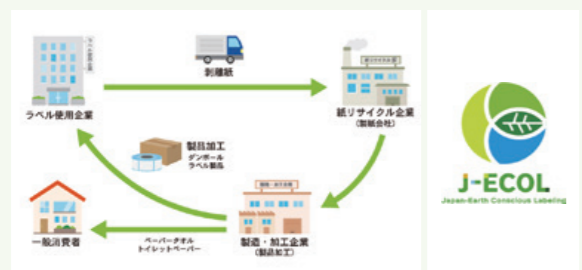 ラベル使用企業
剥離紙
紙リサイクル企業
(製紙会社)
製品加工
ダンボール
ラベル製品
一般消費者
ペーパータオル
トイレットペーパー
製造・加工企業
(製品加工)
J-ECOL
Japan-Earth Conscious Labeling